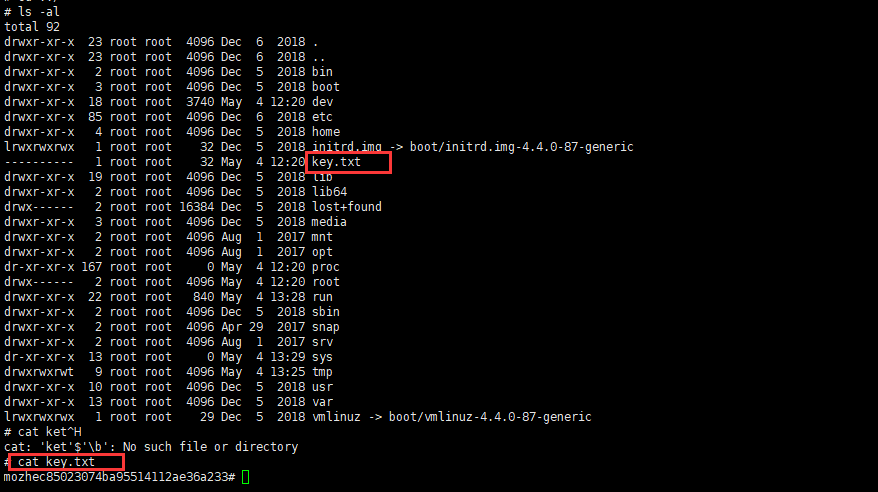 # ls -al
total 92
drwxr-xr-x  23 root root  4096 Dec  6  2018 .
drwxr-xr-x  23 root root  4096 Dec  6  2018 ..
drwxr-xr-x   2 root root  4096 Dec  5  2018 bin
drwxr-xr-x   3 root root  4096 Dec  5  2018 boot
drwxr-xr-x  18 root root  3740 May  4 12:20 dev
drwxr-xr-x  85 root root  4096 Dec  6  2018 etc
drwxr-xr-x   4 root root  4096 Dec  5  2018 home
lrwxrwxrwx   1 root root    32 Dec  5  2018 initrd.img -> boot/initrd.img-4.4.0-87-generic
----------   1 root root    32 May  4 12:20 key.txt
drwxr-xr-x  19 root root  4096 Dec  5  2018 lib
drwxr-xr-x   2 root root  4096 Dec  5  2018 lib64
drwx------   2 root root 16384 Dec  5  2018 lost+found
drwxr-xr-x   3 root root  4096 Dec  5  2018 media
drwxr-xr-x   2 root root  4096 Aug  1  2017 mnt
drwxr-xr-x   2 root root  4096 Aug  1  2017 opt
dr-xr-xr-x 167 root root     0 May  4 12:20 proc
drwx------   2 root root  4096 May  4 12:20 root
drwxr-xr-x  22 root root   840 May  4 13:28 run
drwxr-xr-x   2 root root  4096 Dec  5  2018 sbin
drwxr-xr-x   2 root root  4096 Apr 29  2017 snap
drwxr-xr-x   2 root root  4096 Aug  1  2017 srv
dr-xr-xr-x  13 root root     0 May  4 13:29 sys
drwxrwxrwt   9 root root  4096 May  4 13:25 tmp
drwxr-xr-x  10 root root  4096 Dec  5  2018 usr
drwxr-xr-x  13 root root  4096 Dec  5  2018 var
lrwxrwxrwx   1 root root    29 Dec  5  2018 vmlinuz -> boot/vmlinuz-4.4.0-87-generic
# cat ket^H
cat: 'ket'$'\b': No such file or directory
# cat key.txt
mozhec85023074ba95514112ae36a233#